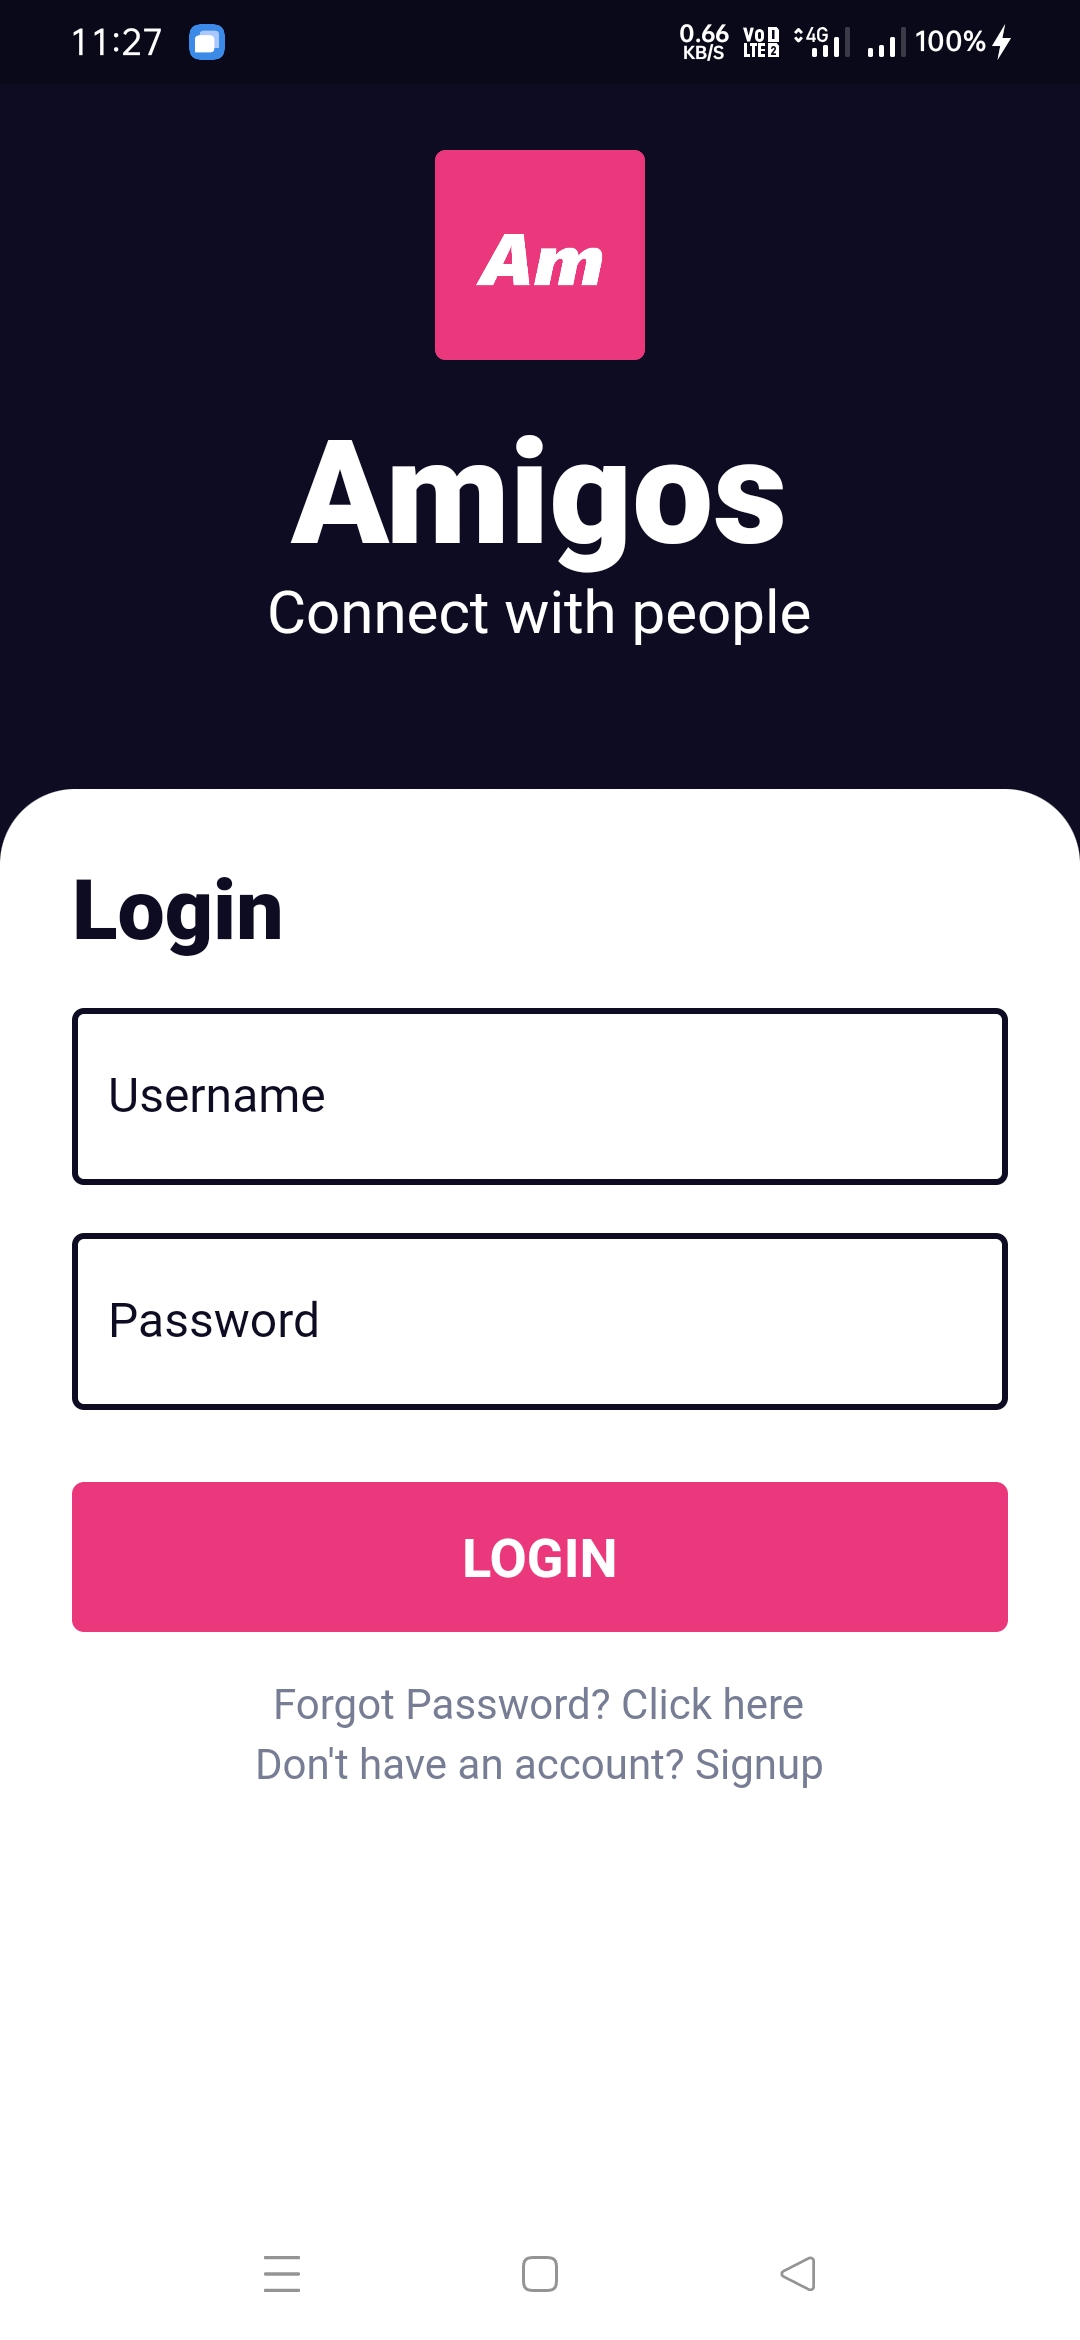 11:27
0.66 KB/S Vo 1 LTE 2 4G 100%
Am
Amigos
Connect with people
Login
Username
Password
LOGIN
Forgot Password? Click here
Don't have an account? Signup